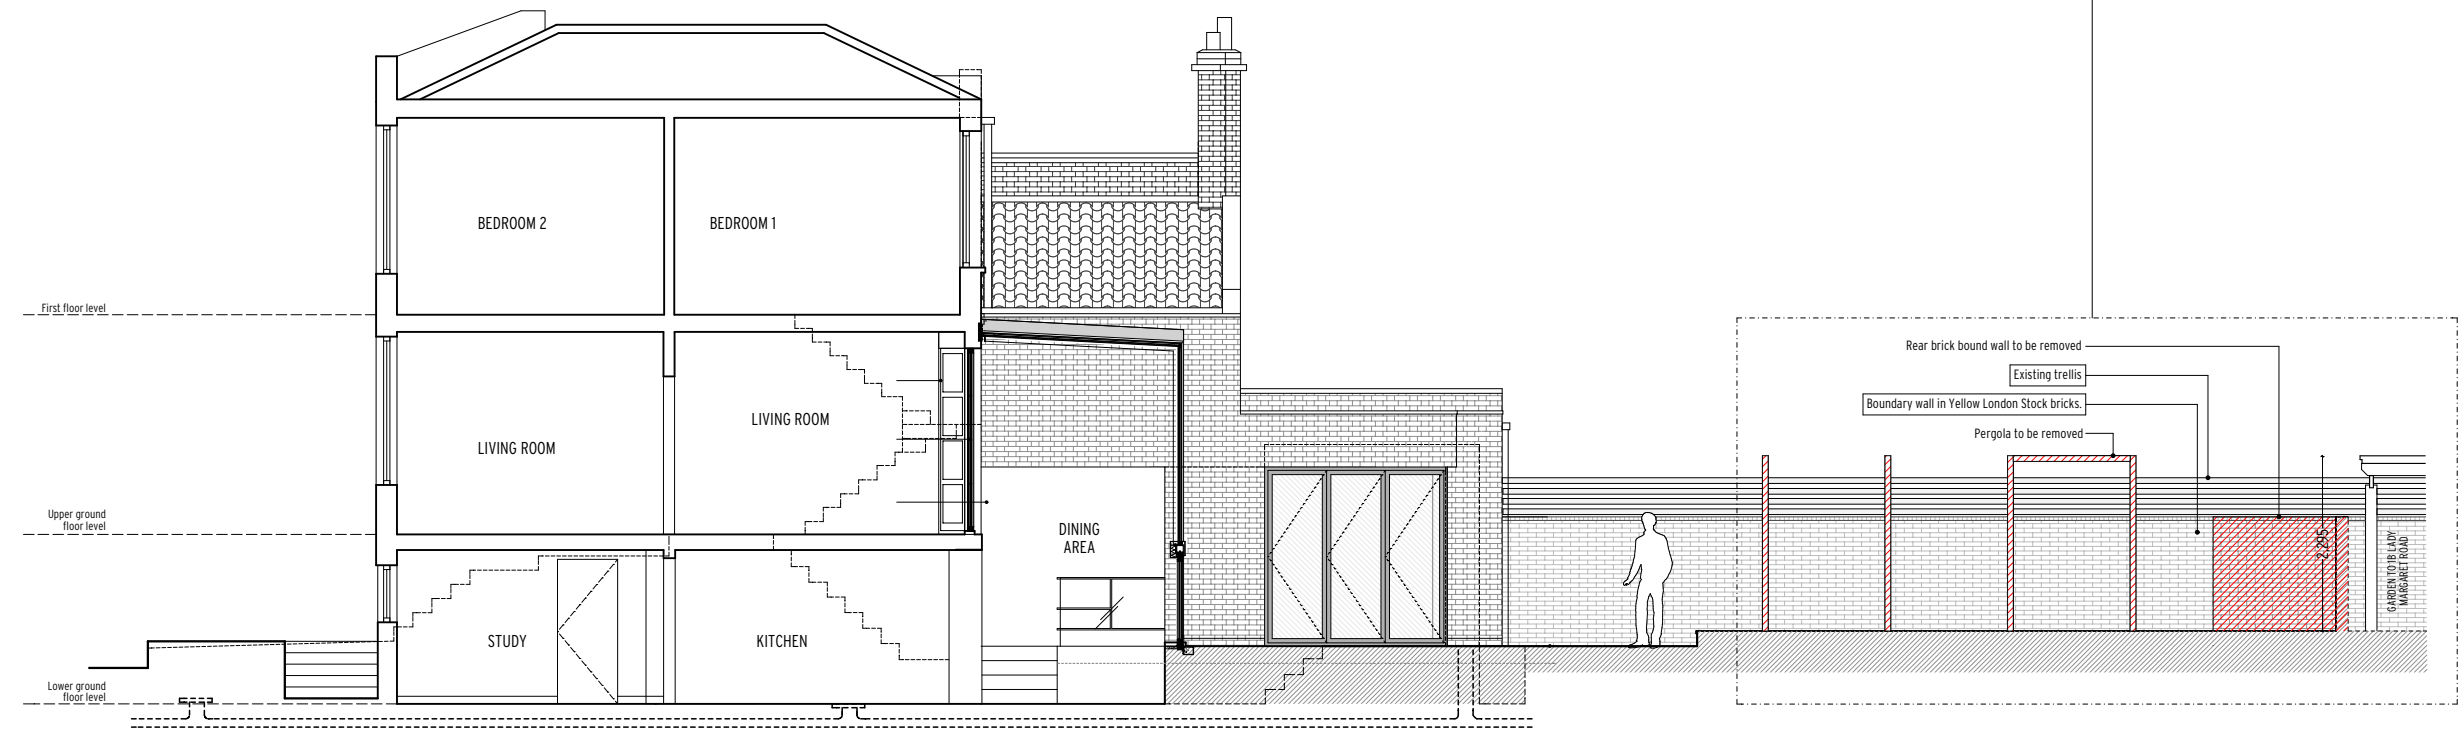 BEDROOM 2
BEDROOM 1
First floor level
Rear brick bound wall to be removed
Existing trellis
Boundary wall in Yellow London Stock bricks.
Pergola to be removed
LIVING ROOM
LIVING ROOM
Upper ground
floor level
DINING
AREA
2,295
GARDEN TO 1B LADY
MARGARET ROAD
STUDY
KITCHEN
Lower ground
floor level